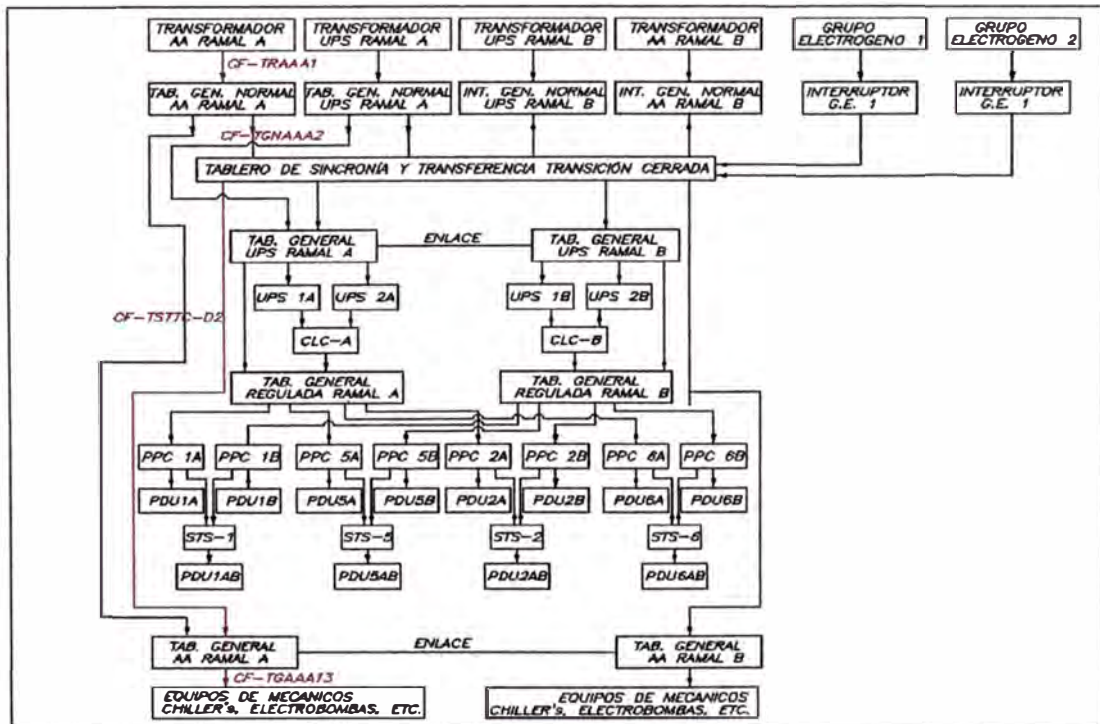 TRANSFORMADOR
AA RAMAL A
TRANSFORMADOR
UPS RAMAL A
TRANSFORMADOR
UPS RAMAL B
TRANSFORMADOR
AA RAMAL B
GRUPO
ELECTROGENO 1
GRUPO
ELECTROGENO 2
CF-TRAAA1
TAB. GEN. NORMAL
AA RAMAL A
TAB. GEN. NORMAL
UPS RAMAL A
INT. GEN. NORMAL
UPS RAMAL B
INT. GEN. NORMAL
AA RAMAL B
INTERRUPTOR
G.E. 1
INTERRUPTOR
G.E. 1
CF-TGNAAA2
TABLERO DE SINCRONÍA Y TRANSFERENCIA TRANSICIÓN CERRADA
TAB. GENERAL
UPS RAMAL A
ENLACE
TAB. GENERAL
UPS RAMAL B
UPS 1A
UPS 2A
UPS 1B
UPS 2B
CF-TSTTC-D2
CLC-A
CLC-B
TAB. GENERAL
REGULADA RAMAL A
TAB. GENERAL
REGULADA RAMAL B
PPC 1A
PPC 1B
PPC 5A
PPC 5B
PPC 2A
PPC 2B
PPC 6A
PPC 6B
PDU1A
PDU1B
PDU5A
PDU5B
PDU2A
PDU2B
PDU6A
PDU6B
STS-1
STS-5
STS-2
STS-6
PDU1AB
PDU5AB
PDU2AB
PDU6AB
TAB. GENERAL
AA RAMAL A
ENLACE
TAB. GENERAL
AA RAMAL B
CF-TGAAA13
EQUIPOS DE MECANICOS
CHILLER's, ELECTROBOMBAS, ETC.
EQUIPOS DE MECANICOS
CHILLER's, ELECTROBOMBAS, ETC.